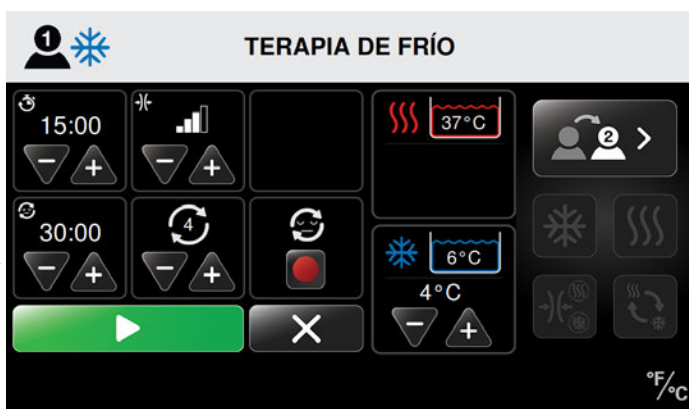 1
TERAPIA DE FRÍO
15:00
37°C
2
30:00
4
6°C
4°C
°F/°C